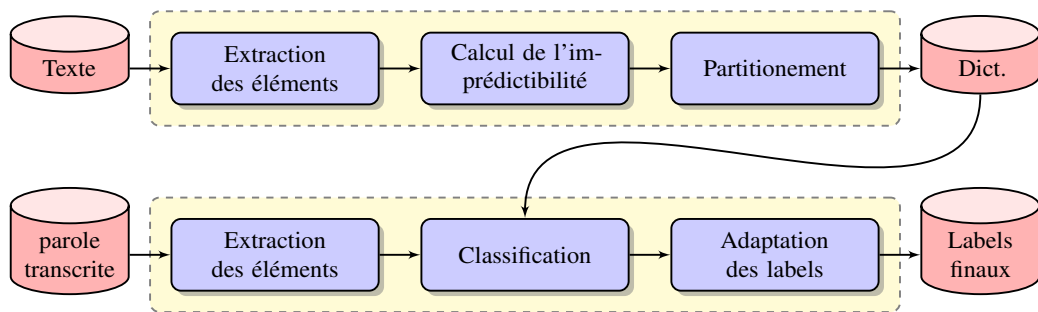 Texte
Extraction
des éléments
Calcul de l'im-
prédictibilité
Partitionement
Dict.
parole
transcrite
Extraction
des éléments
Classification
Adaptation
des labels
Labels
finaux